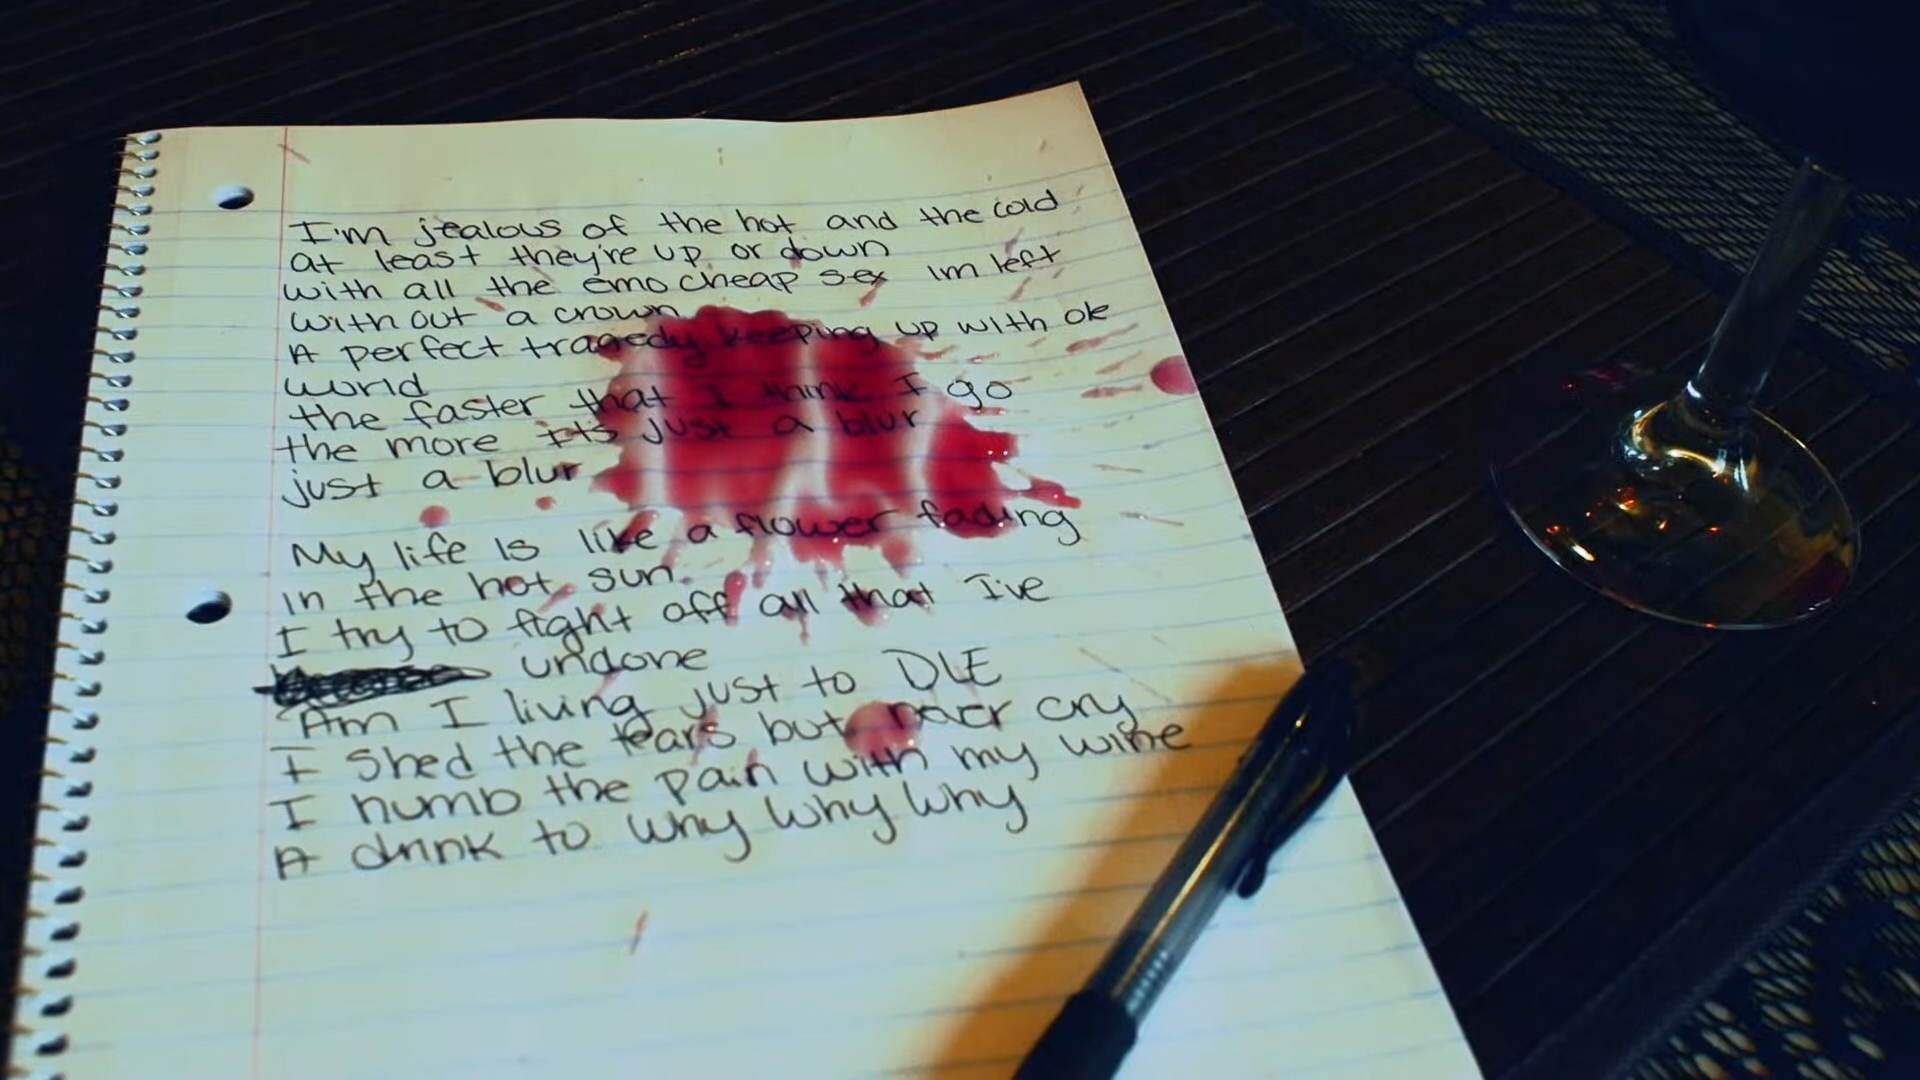 I'm jealous of the hot and the cold
at least they're up or down
with all the emo cheap sex Im left
without a crown
A perfect tragedy keeping up with ok
world
the faster that I think I go
the more its just a blur
just a blur
My life is like a flower fading
in the hot sun.
I try to fight off all that I've
undone
Am I living just to DIE
I shed the tears but never cry
I numb the pain with my wine
A drink to why why why